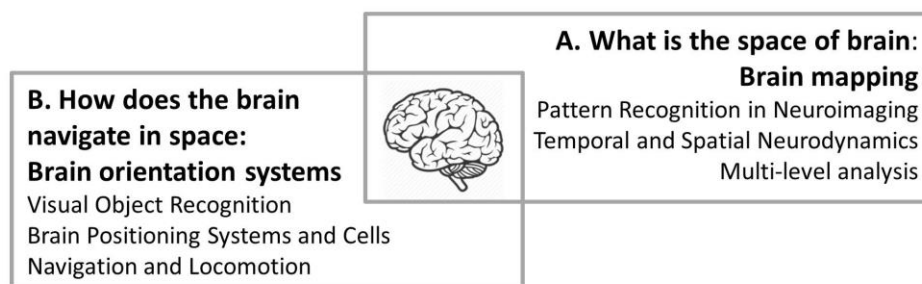 A. What is the space of brain:
Brain mapping
Pattern Recognition in Neuroimaging
Temporal and Spatial Neurodynamics
Multi-level analysis
B. How does the brain
navigate in space:
Brain orientation systems
Visual Object Recognition
Brain Positioning Systems and Cells
Navigation and Locomotion